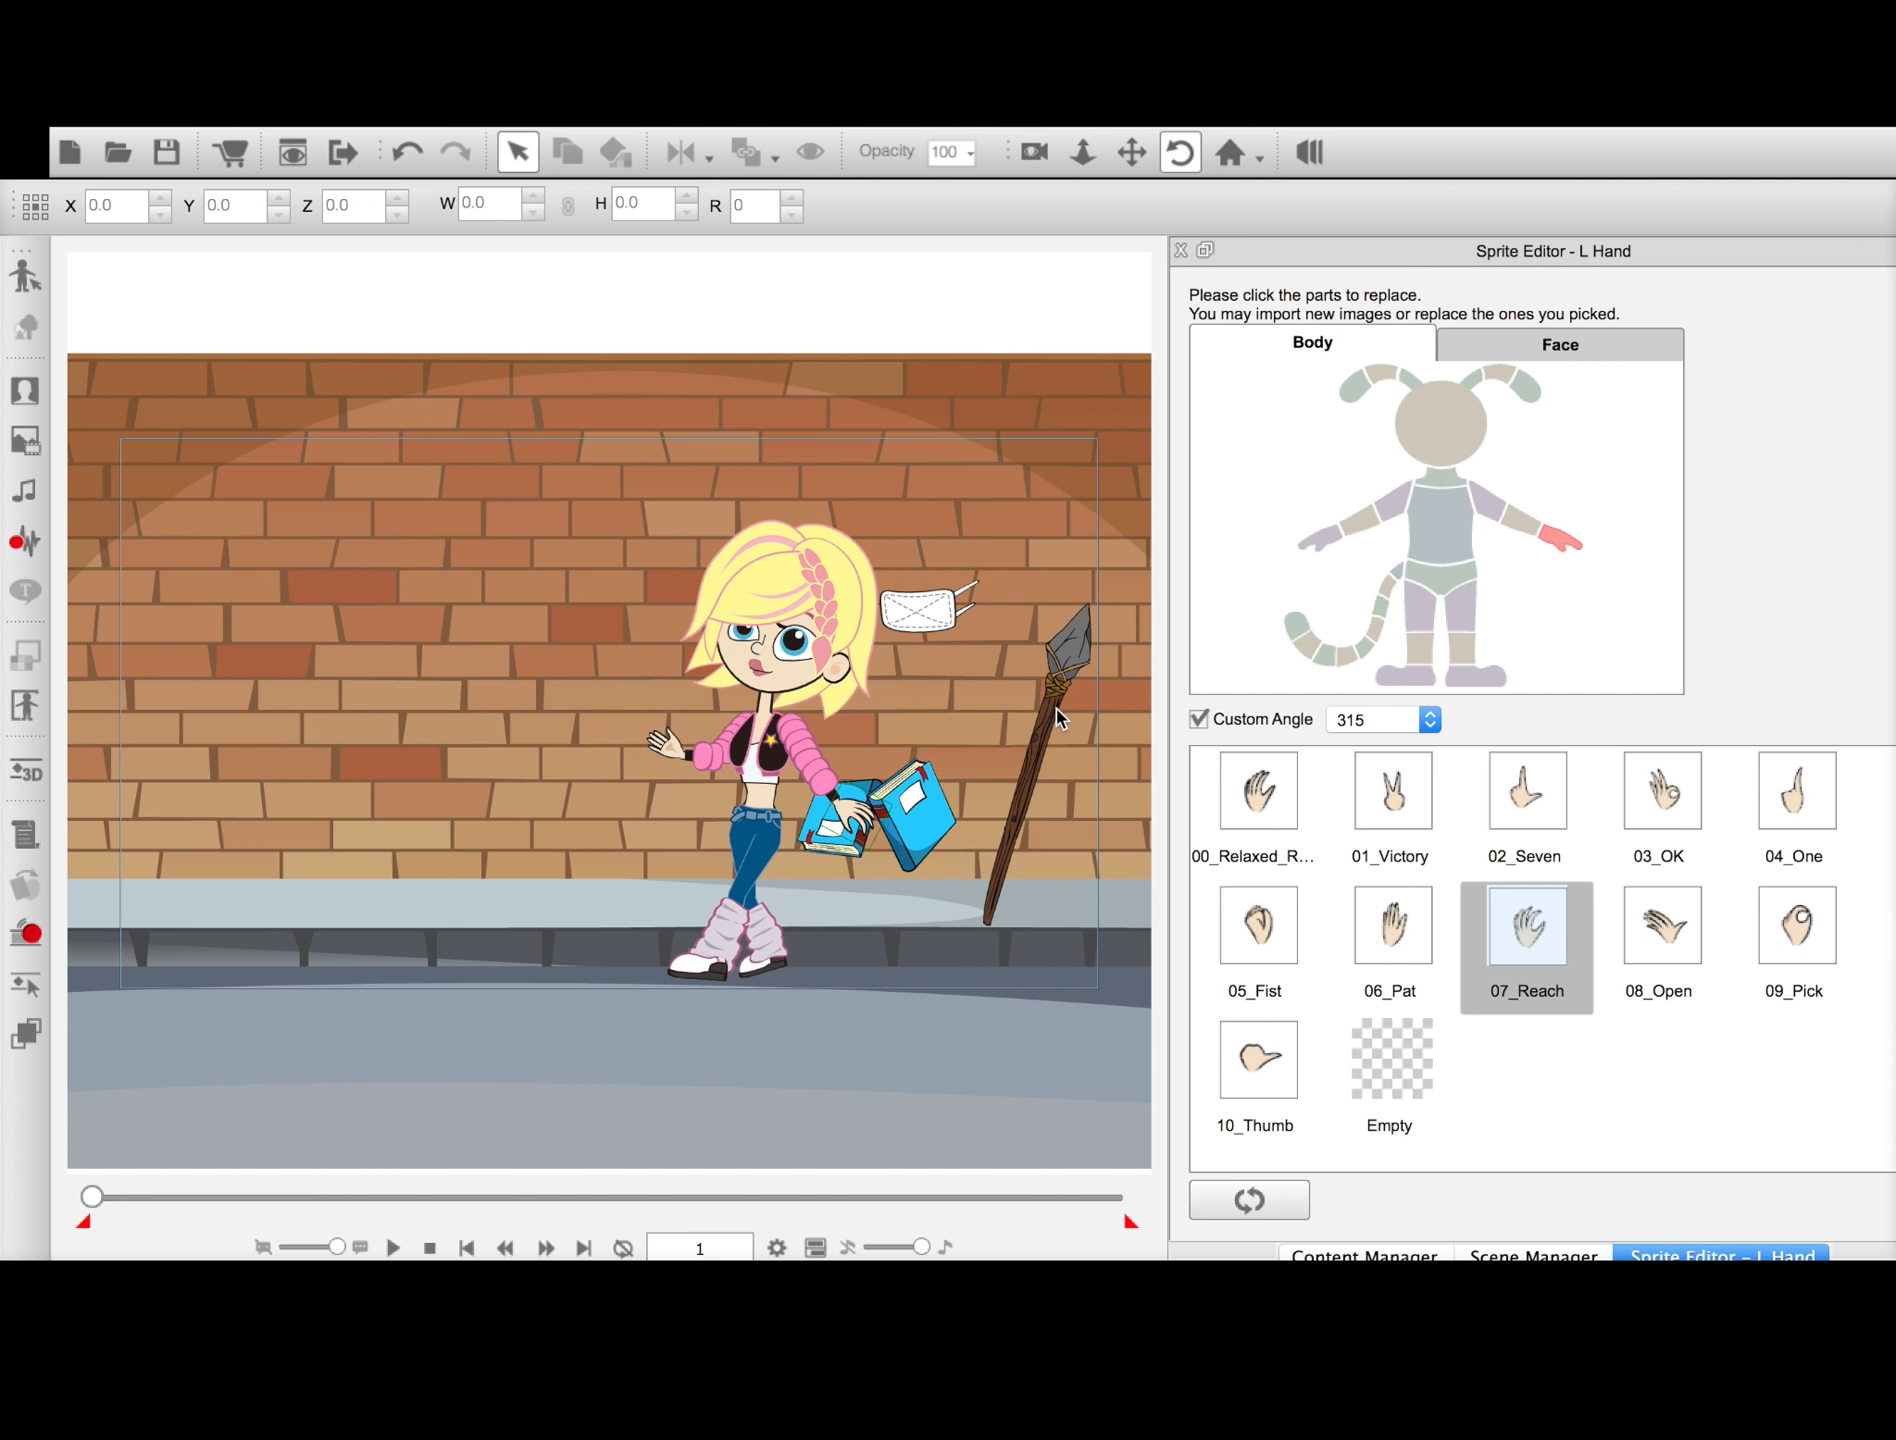 Opacity 100
X 0.0 Y 0.0 Z 0.0 W 0.0 H 0.0 R 0
Sprite Editor - L Hand
Please click the parts to replace.
You may import new images or replace the ones you picked.
Body Face
Custom Angle 315
00_Relaxed_R... 01_Victory 02_Seven 03_OK 04_One
05_Fist 06_Pat 07_Reach 08_Open 09_Pick
10_Thumb Empty
T
3D
1
Content Manager Scene Manager Sprite Editor – L Hand